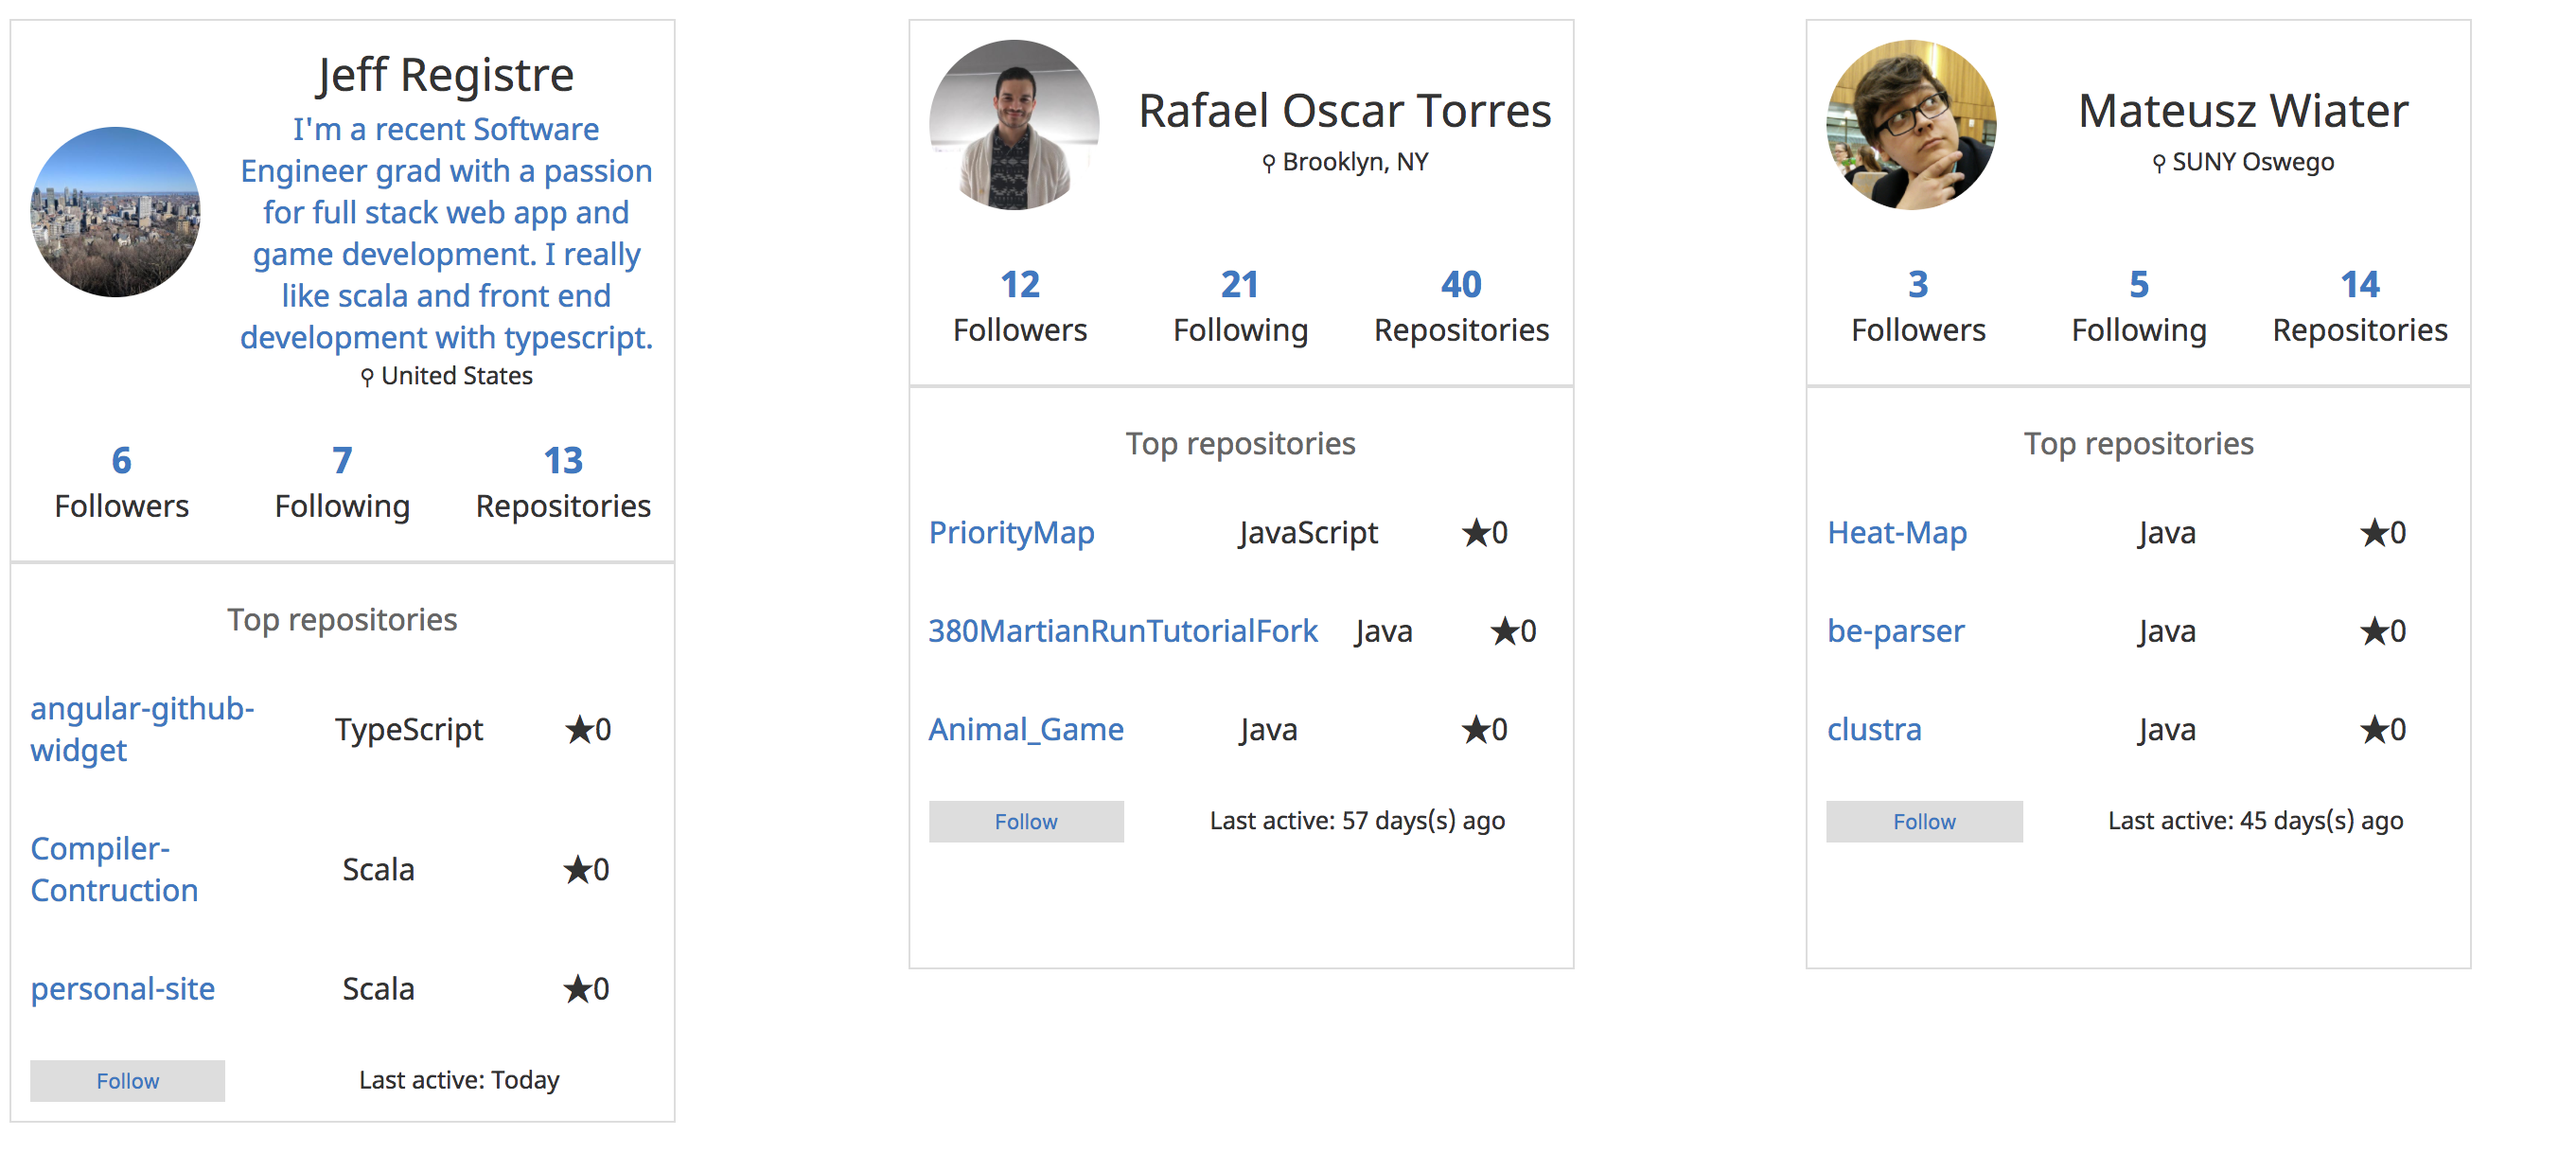 Jeff Registre
I'm a recent Software
Engineer grad with a passion
for full stack web app and
game development. I really
like scala and front end
development with typescript.
⚲ United States
6 7 13
Followers Following Repositories
Top repositories
angular-github-
widget
TypeScript ★0
Compiler-
Contruction
Scala ★0
personal-site Scala ★0
Follow Last active: Today
Rafael Oscar Torres
⚲ Brooklyn, NY
12 21 40
Followers Following Repositories
Top repositories
PriorityMap JavaScript ★0
380MartianRunTutorialFork Java ★0
Animal_Game Java ★0
Follow Last active: 57 days(s) ago
Mateusz Wiater
⚲ SUNY Oswego
3 5 14
Followers Following Repositories
Top repositories
Heat-Map Java ★0
be-parser Java ★0
clustra Java ★0
Follow Last active: 45 days(s) ago